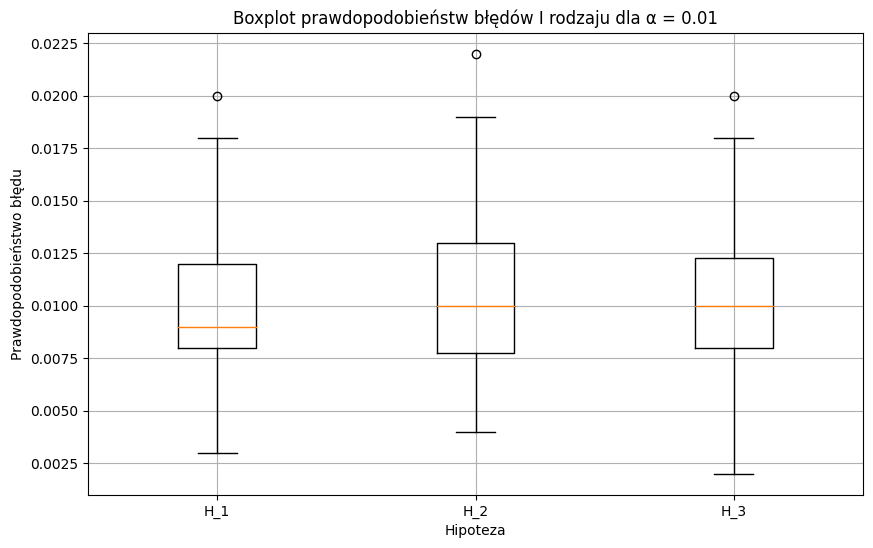 Boxplot prawdopodobieństw błędów I rodzaju dla α = 0.01
Prawdopodobieństwo błędu
0.0225
0.0200
0.0175
0.0150
0.0125
0.0100
0.0075
0.0050
0.0025
H_1 H_2 H_3
Hipoteza